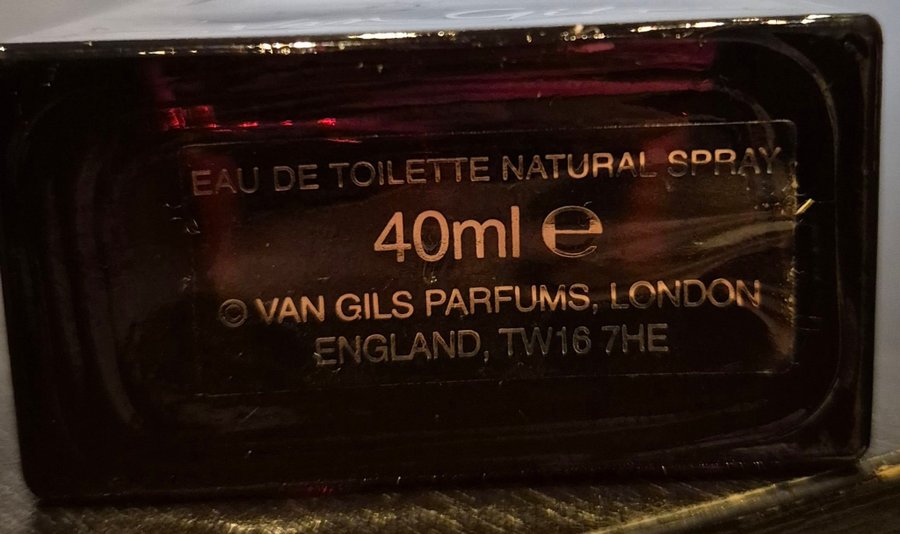 EAU DE TOILETTE NATURAL SPRAY
40ml ℮
© VAN GILS PARFUMS, LONDON
ENGLAND, TW16 7HE